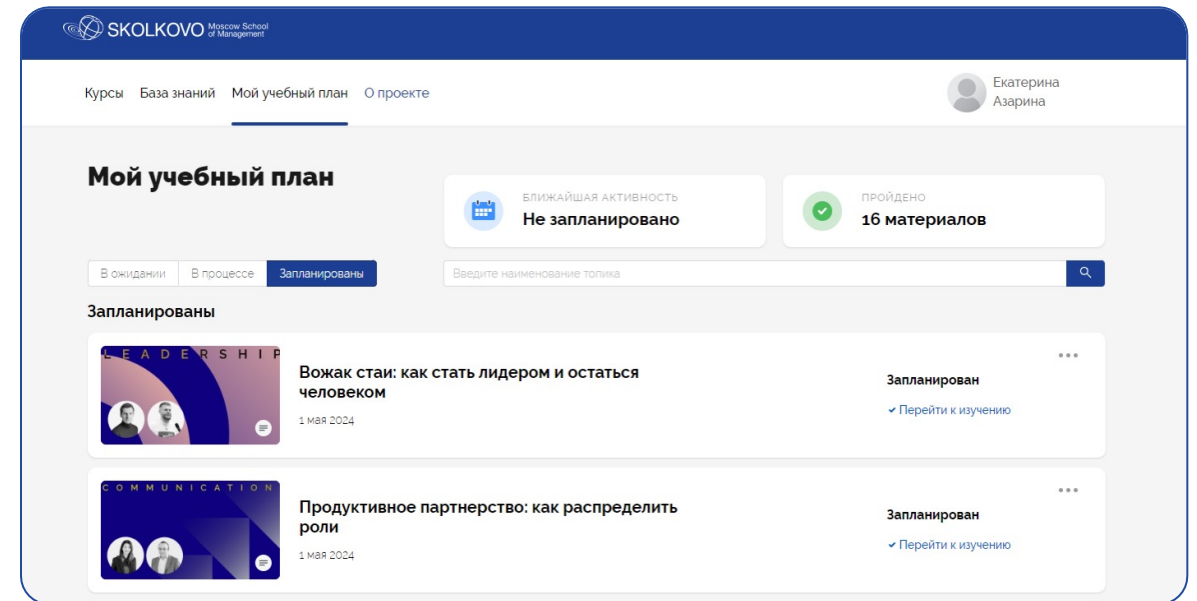 SKOLKOVO Moscow School
of Management
Курсы База знаний Мой учебный план О проекте
Екатерина
Азарина
Мой учебный план
БЛИЖАЙШАЯ АКТИВНОСТЬ
Не запланировано
ПРОЙДЕНО
16 материалов
В ожидании В процессе Запланированы
Введите наименование топика
Запланированы
LEADERSHIP
Вожак стаи: как стать лидером и остаться
человеком
1 мая 2024
Запланирован
Перейти к изучению
COMMUNICATION
Продуктивное партнерство: как распределить
роли
1 мая 2024
Запланирован
Перейти к изучению